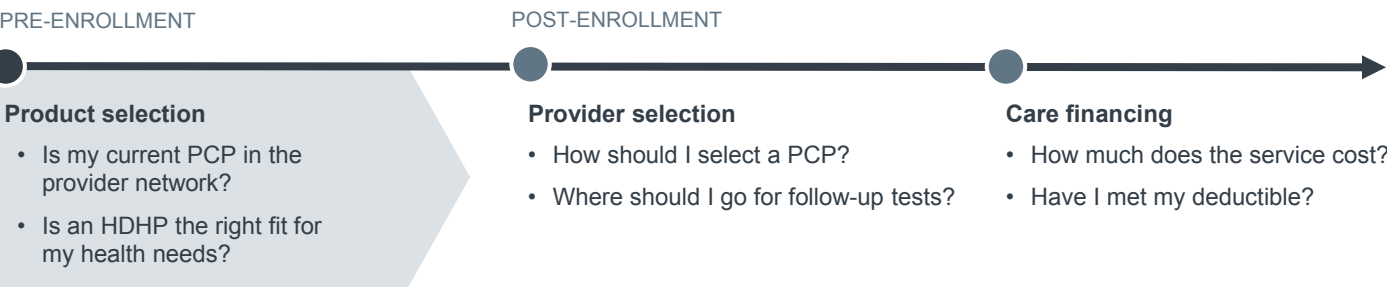 PRE-ENROLLMENT
POST-ENROLLMENT
Product selection
• Is my current PCP in the
provider network?
• Is an HDHP the right fit for
my health needs?
Provider selection
• How should I select a PCP?
• Where should I go for follow-up tests?
Care financing
• How much does the service cost?
• Have I met my deductible?